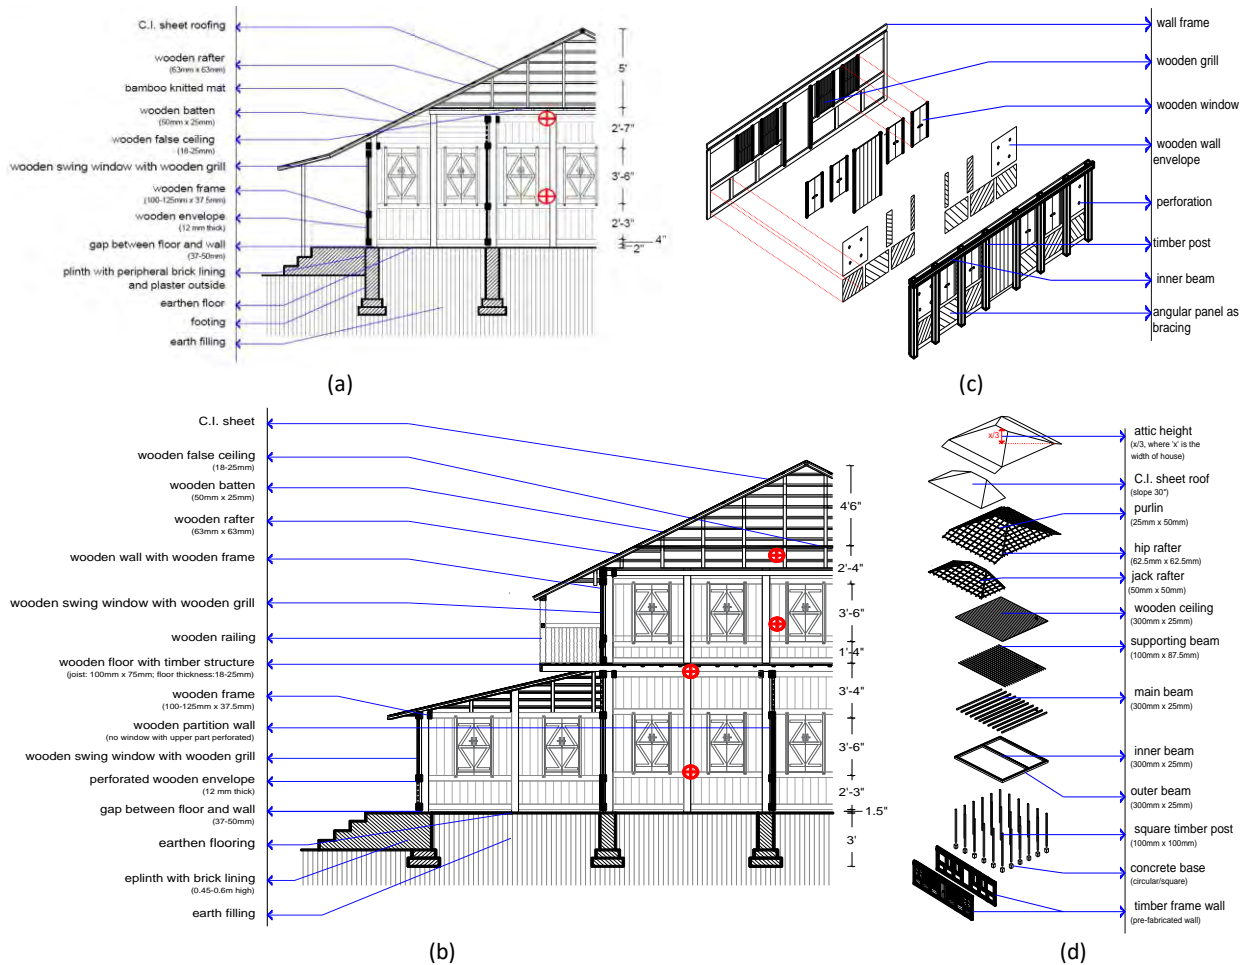 C.I. sheet roofing
wooden rafter
(63mm x 63mm)
bamboo knitted mat
wooden batten
(50mm x 25mm)
wooden false ceiling
(18-25mm)
wooden swing window with wooden grill
wooden frame
(100-125mm x 37.5mm)
wooden envelope
(12 mm thick)
gap between floor and wall
(37-50mm)
plinth with peripheral brick lining
and plaster outside
earthen floor
footing
earth filling
5'
2'-7"
3'-6"
2'-3"
4"
2"
(a)
wall frame
wooden grill
wooden window
wooden wall
envelope
perforation
timber post
inner beam
angular panel as
bracing
(c)
C.I. sheet
wooden false ceiling
(18-25mm)
wooden batten
(50mm x 25mm)
wooden rafter
(63mm x 63mm)
wooden wall with wooden frame
wooden swing window with wooden grill
wooden railing
wooden floor with timber structure
(joist: 100mm x 75mm; floor thickness:18-25mm)
wooden frame
(100-125mm x 37.5mm)
wooden partition wall
(no window with upper part perforated)
wooden swing window with wooden grill
perforated wooden envelope
(12 mm thick)
gap between floor and wall
(37-50mm)
earthen flooring
eplinth with brick lining
(0.45-0.6m high)
earth filling
4'6"
2'-4"
3'-6"
1'-4"
3'-4"
3'-6"
2'-3"
1.5"
3'
(b)
x/3
attic height
(x/3, where 'x' is the
width of house)
C.I. sheet roof
(slope 30")
purlin
(25mm x 50mm)
hip rafter
(62.5mm x 62.5mm)
jack rafter
(50mm x 50mm)
wooden ceiling
(300mm x 25mm)
supporting beam
(100mm x 87.5mm)
main beam
(300mm x 25mm)
inner beam
(300mm x 25mm)
outer beam
(300mm x 25mm)
square timber post
(100mm x 100mm)
concrete base
(circular/square)
timber frame wall
(pre-fabricated wall)
(d)